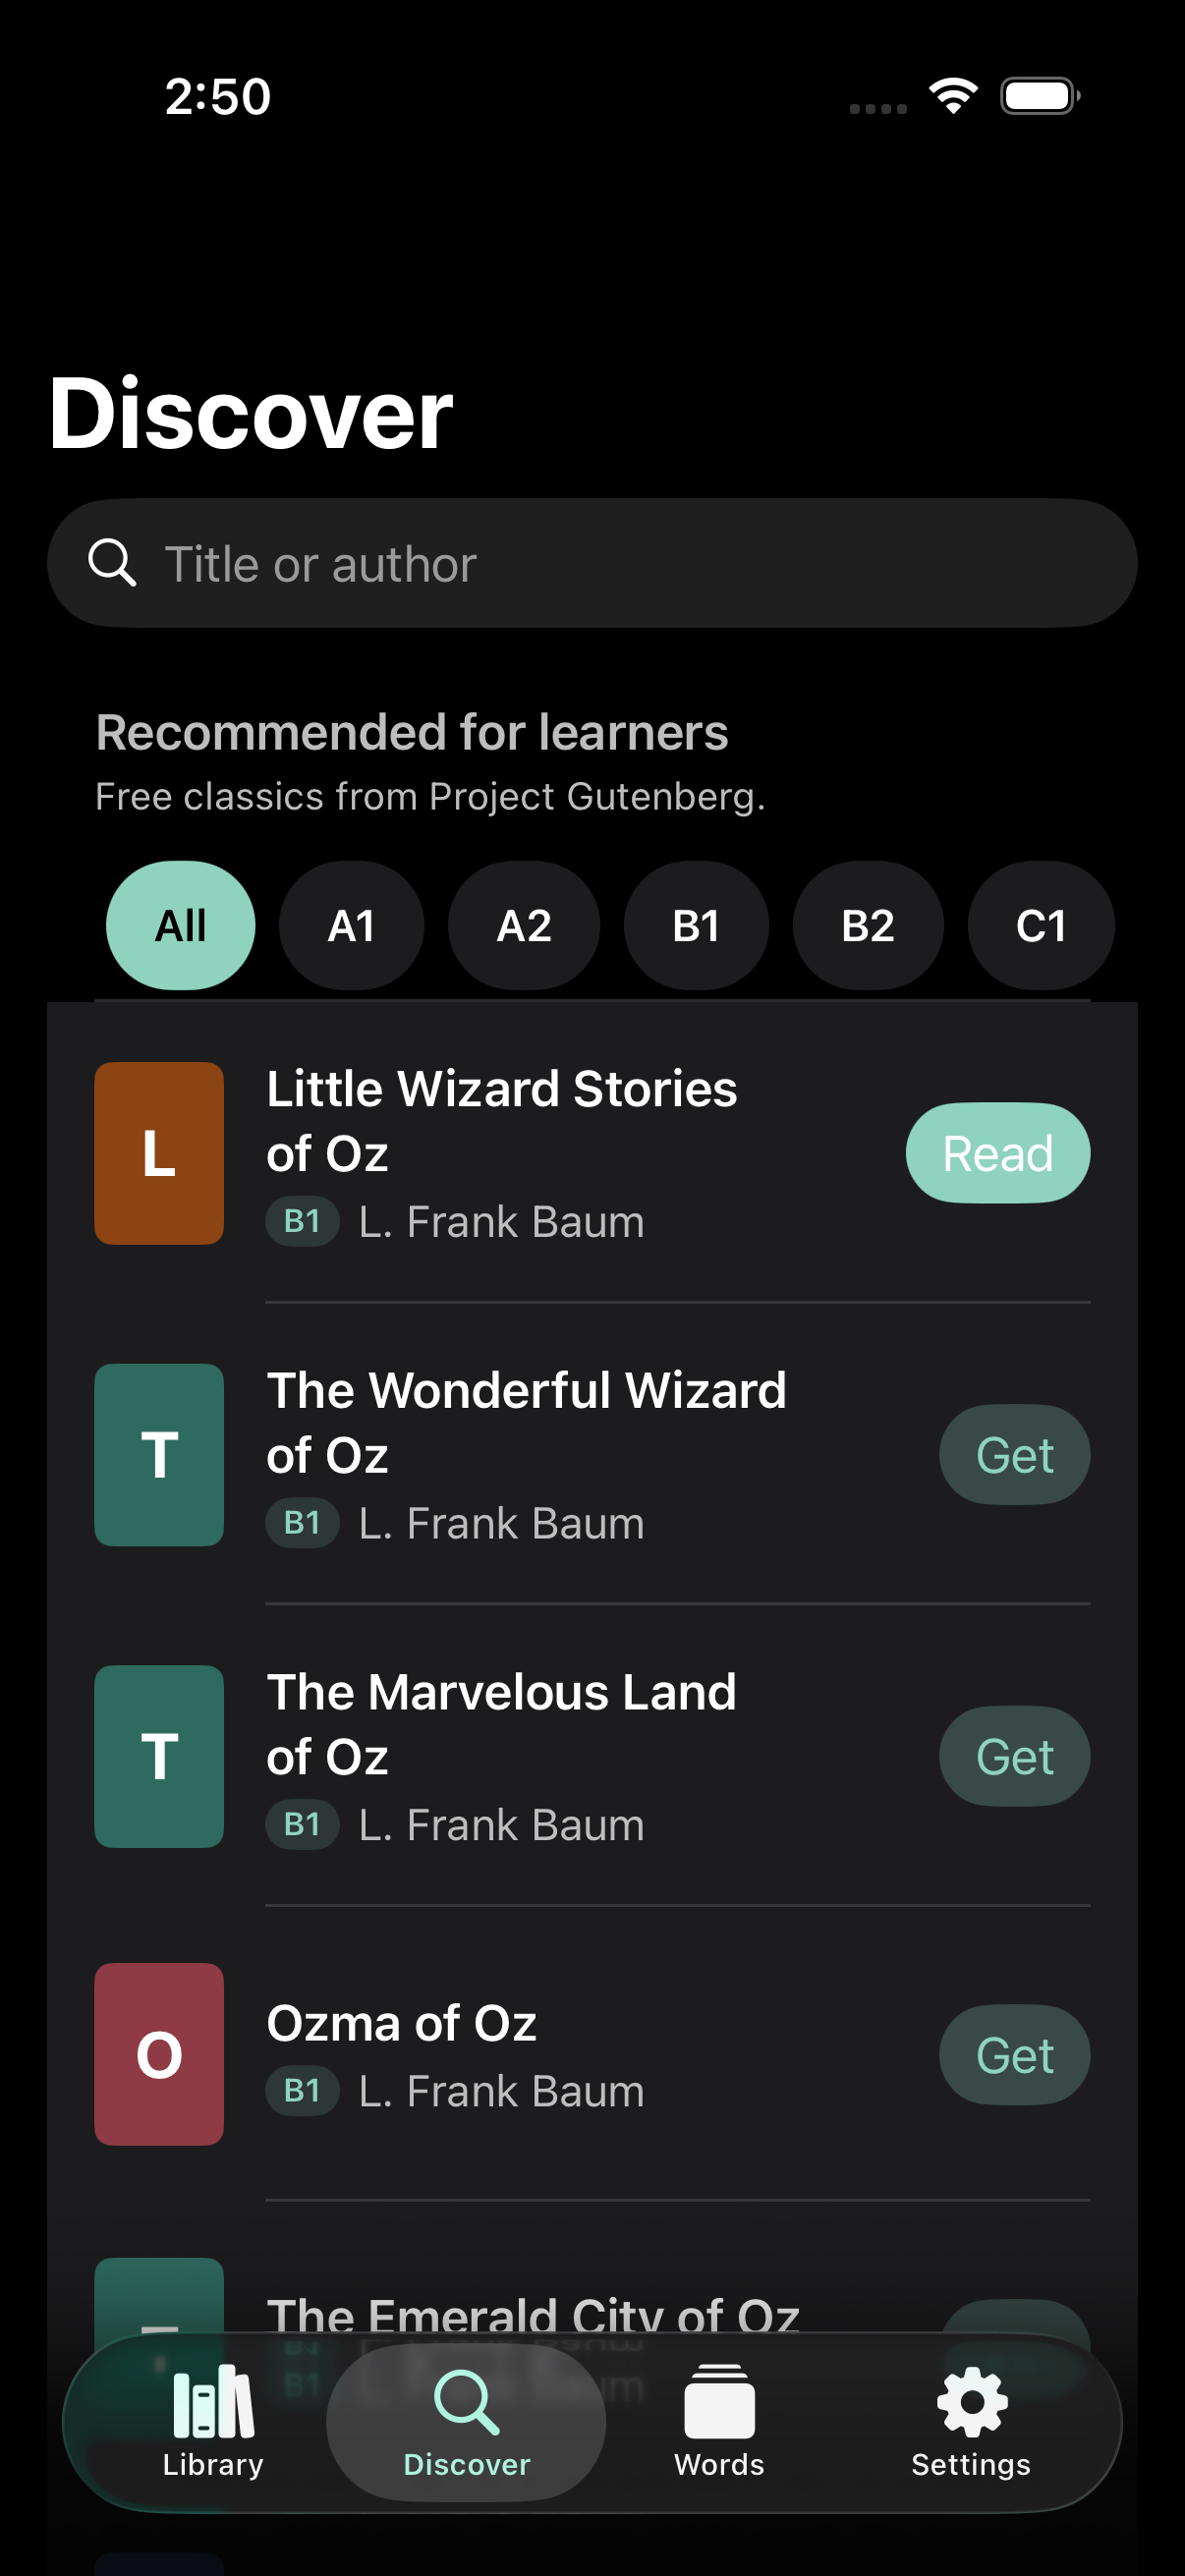 2:50
Discover
Title or author
Recommended for learners
Free classics from Project Gutenberg.
All A1 A2 B1 B2 C1
L
Little Wizard Stories
of Oz
B1 L. Frank Baum
Read
T
The Wonderful Wizard
of Oz
B1 L. Frank Baum
Get
T
The Marvelous Land
of Oz
B1 L. Frank Baum
Get
O
Ozma of Oz
B1 L. Frank Baum
Get
The Emerald City of Oz
B1
Library Discover Words Settings